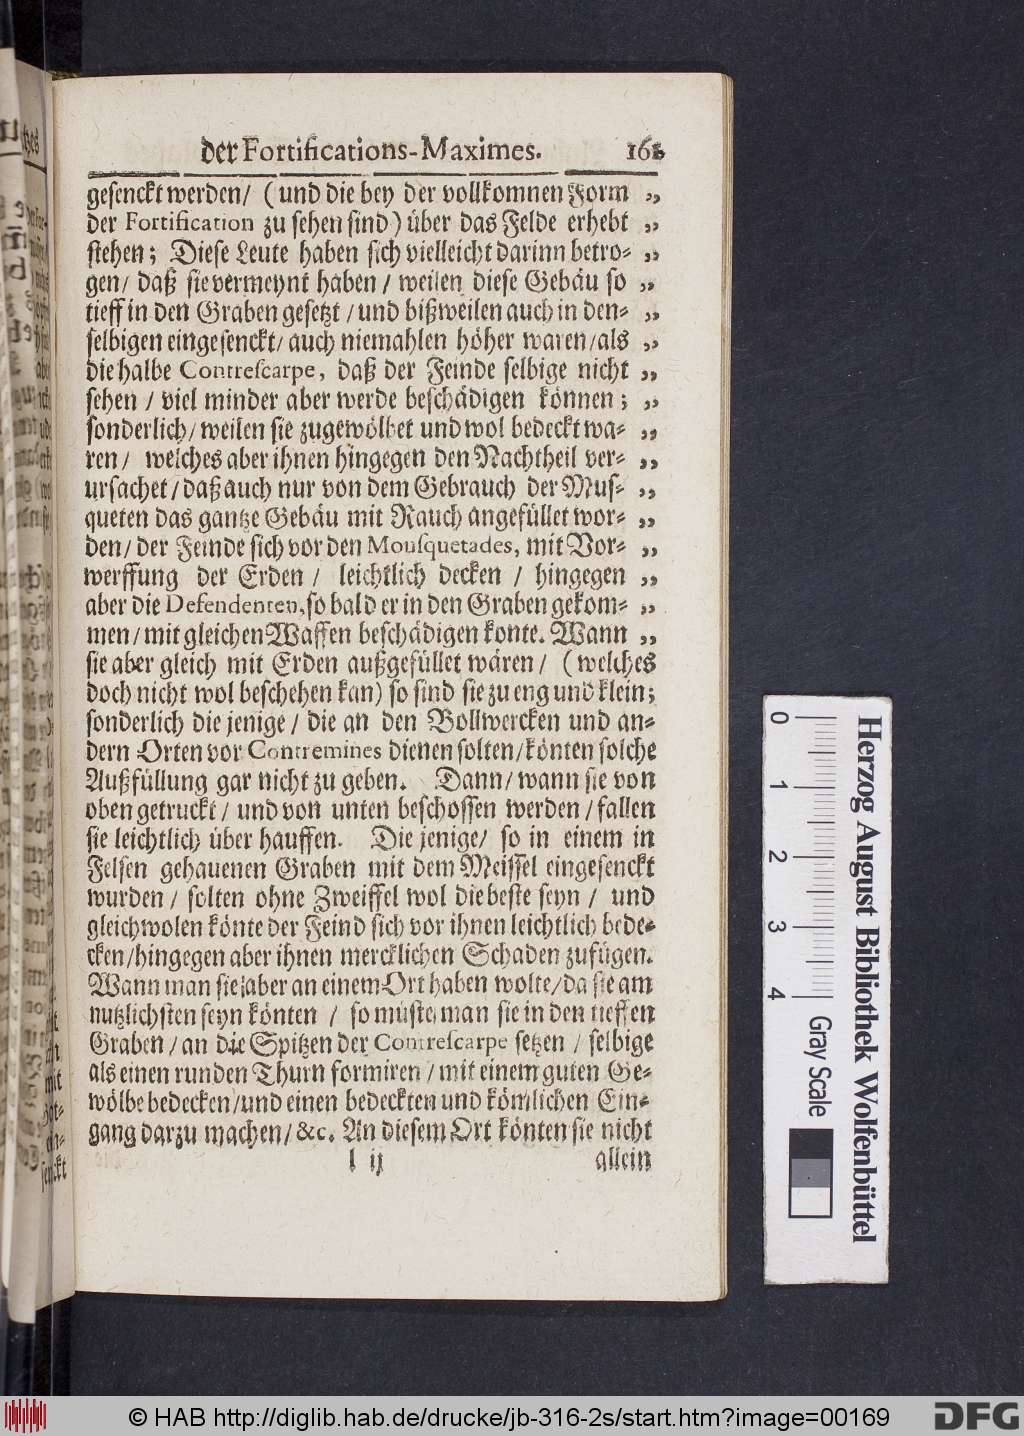 der Fortifications-Maximes. 161
gesenckt werden/ (und die bey der vollkomnen Form „
der Fortification zu sehen sind) über das Felde erhebt „
stehen; Diese Leute haben sich vielleicht darinn betro- „
gen/ daß sie vermeynt haben / weilen diese Gebäu so „
tieff in den Graben gesetzt / und bißweilen auch in den- „
selbigen eingesenckt/ auch niemahlen höher waren/als „
die halbe Contrescarpe, daß der Feinde selbige nicht „
sehen / viel minder aber werde beschädigen können; „
sonderlich/ weilen sie zugewölbet und wol bedeckt wa- „
ren/ welches aber ihnen hingegen den Nachtheil ver- „
ursachet / daß auch nur von dem Gebrauch der Mus- „
queten das gantze Gebäu mit Rauch angefüllet wor- „
den/ der Feinde sich vor den Mousquetades, mit Vor- „
werffung der Erden / leichtlich decken / hingegen „
aber die Defendenten, so bald er in den Graben gekom- „
men / mit gleichen Waffen beschädigen konte. Wann „
sie aber gleich mit Erden außgefüllet wären / (welches
doch nicht wol beschehen kan) so sind sie zu eng und klein;
sonderlich die jenige / die an den Bollwercken und an-
dern Orten vor Contremines dienen solten/könten solche
Außfüllung gar nicht zu geben. Dann/ wann sie von
oben getruckt / und von unten beschossen werden / fallen
sie leichtlich über hauffen. Die jenige/ so in einem in
Felsen gehauenen Graben mit dem Meissel eingesenckt
wurden / solten ohne Zweiffel wol die beste seyn / und
gleichwolen könte der Feind sich vor ihnen leichtlich bede-
cken/hingegen aber ihnen mercklichen Schaden zufügen.
Wann man sie aber an einem Ort haben wolte/da sie am
nutzlichsten seyn könten / so müste man sie in den tieffen
Graben / an die Spitzen der Contrescarpe setzen / selbige
als einen runden Thurn formiren / mit einem guten Ge-
wölbe bedecken/und einen bedeckten und kömlichen Ein-
gang darzu machen/ &c. An diesem Ort könten sie nicht
l ij allein
Herzog August Bibliothek Wolfenbüttel
0 1 2 3 4 Gray Scale
© HAB http://diglib.hab.de/drucke/jb-316-2s/start.htm?image=00169
DFG